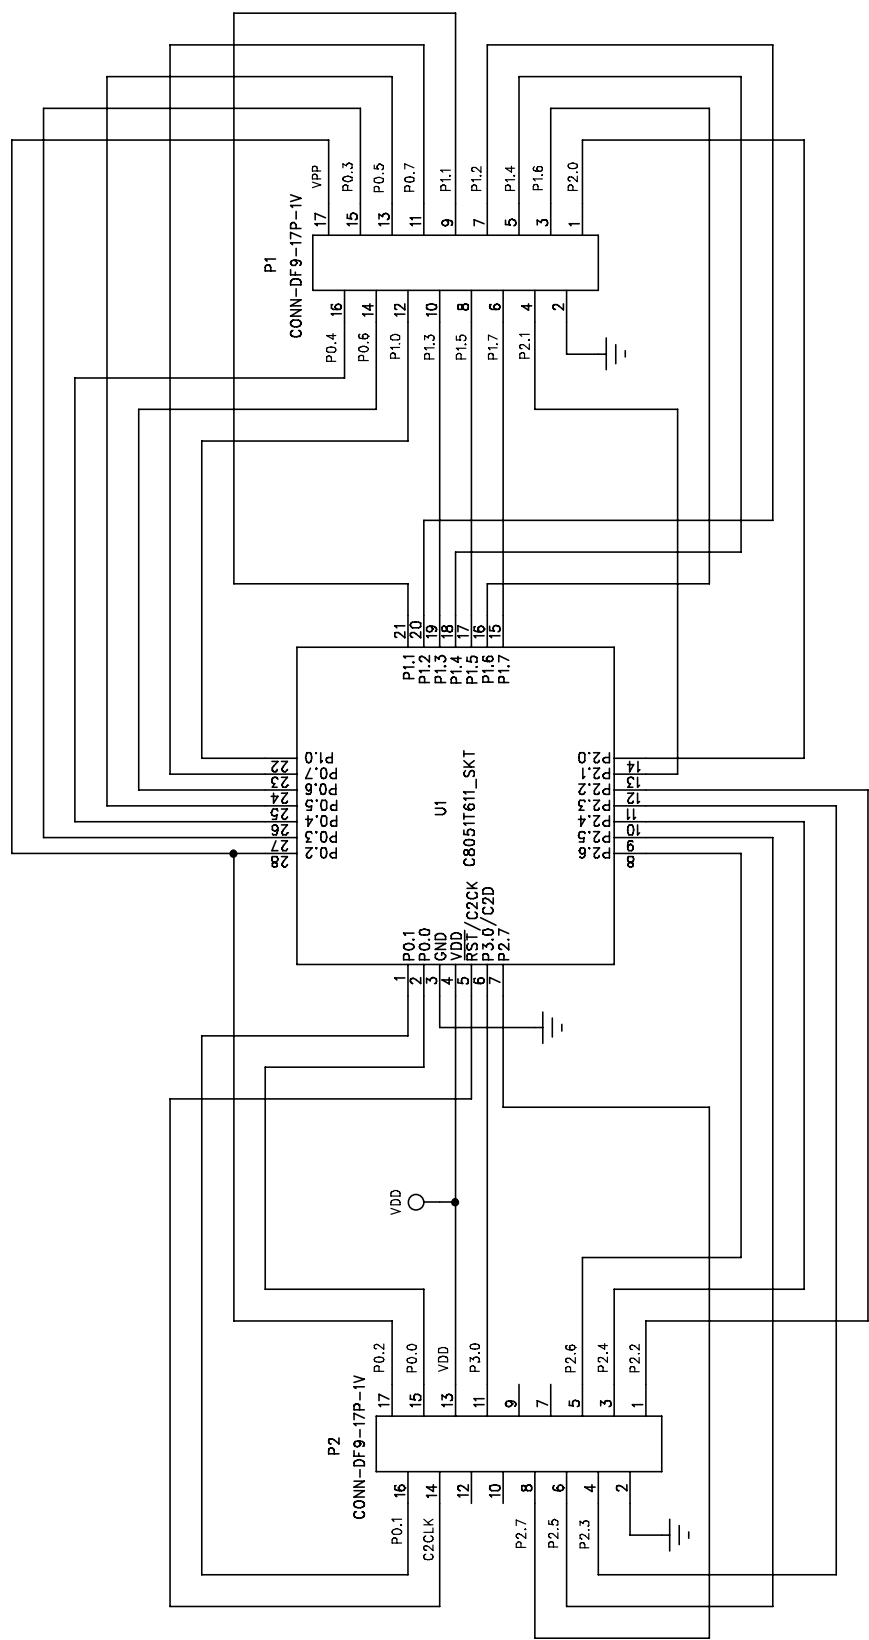 P1
CONN-DF9-17P-1V
VPP
P0.3
P0.5
P0.7
P1.1
P1.2
P1.4
P1.6
P2.0
17
15
13
11
9
7
5
3
1
16
14
12
10
8
6
4
2
P0.4
P0.6
P1.0
P1.3
P1.5
P1.7
P2.1
21
20
19
18
17
16
15
P1.1
P1.2
P1.3
P1.4
P1.5
P1.6
P1.7
22
23
24
25
26
27
28
P1.0
P0.7
P0.6
P0.5
P0.4
P0.3
P0.2
U1
C8051T611_SKT
P2.0
P2.1
P2.2
P2.3
P2.4
P2.5
P2.6
14
13
12
11
10
9
8
P0.1
P0.0
GND
VDD
RST/C2CK
P3.0/C2D
P2.7
1
2
3
4
5
6
7
VDD
P0.2
P0.0
VDD
P3.0
P2.6
P2.4
P2.2
17
15
13
11
9
7
5
3
1
P2
CONN-DF9-17P-1V
16
14
12
10
8
6
4
2
P0.1
C2CLK
P2.7
P2.5
P2.3